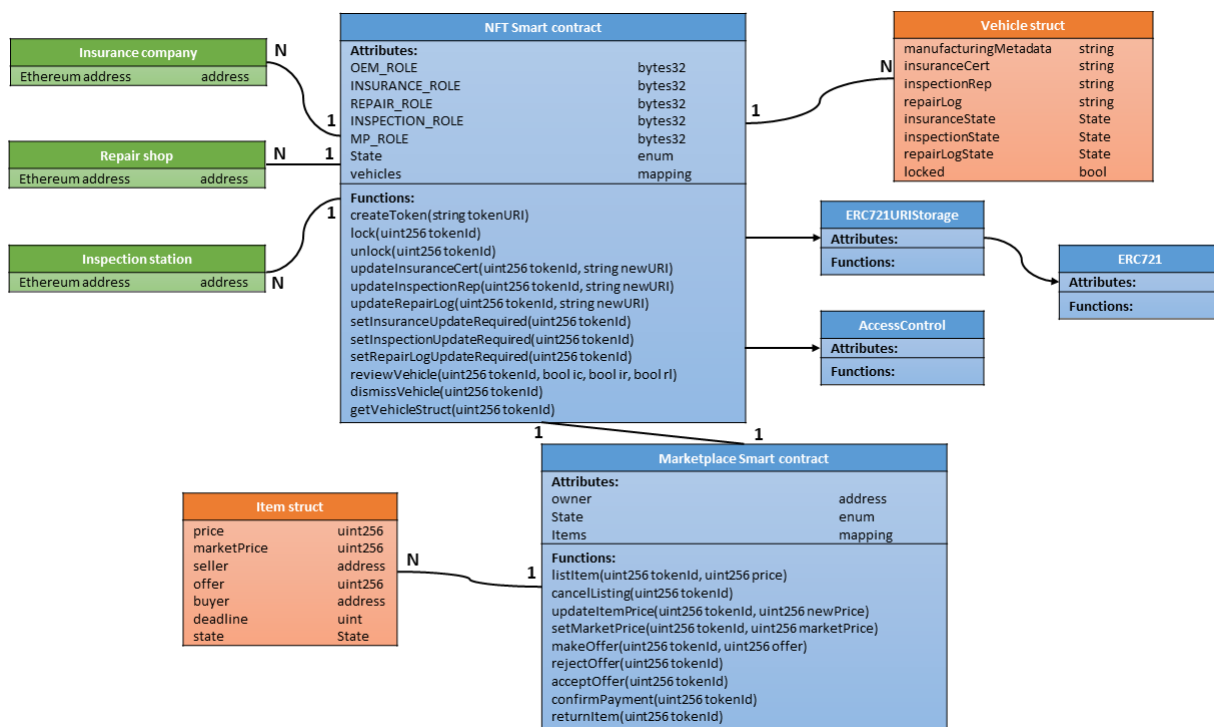 Insurance company
Ethereum address address
N
1
Repair shop
Ethereum address address
N
1
Inspection station
Ethereum address address
N
1
NFT Smart contract
Attributes:
OEM_ROLE bytes32
INSURANCE_ROLE bytes32
REPAIR_ROLE bytes32
INSPECTION_ROLE bytes32
MP_ROLE bytes32
State enum
vehicles mapping
Functions:
createToken(string tokenURI)
lock(uint256 tokenId)
unlock(uint256 tokenId)
updateInsuranceCert(uint256 tokenId, string newURI)
updateInspectionRep(uint256 tokenId, string newURI)
updateRepairLog(uint256 tokenId, string newURI)
setInsuranceUpdateRequired(uint256 tokenId)
setInspectionUpdateRequired(uint256 tokenId)
setRepairLogUpdateRequired(uint256 tokenId)
reviewVehicle(uint256 tokenId, bool ic, bool ir, bool rl)
dismissVehicle(uint256 tokenId)
getVehicleStruct(uint256 tokenId)
1
N
Vehicle struct
manufacturingMetadata string
insuranceCert string
inspectionRep string
repairLog string
insuranceState State
inspectionState State
repairLogState State
locked bool
ERC721URIStorage
Attributes:
Functions:
ERC721
Attributes:
Functions:
AccessControl
Attributes:
Functions:
1
1
Marketplace Smart contract
Attributes:
owner address
State enum
Items mapping
Functions:
listItem(uint256 tokenId, uint256 price)
cancelListing(uint256 tokenId)
updateItemPrice(uint256 tokenId, uint256 newPrice)
setMarketPrice(uint256 tokenId, uint256 marketPrice)
makeOffer(uint256 tokenId, uint256 offer)
rejectOffer(uint256 tokenId)
acceptOffer(uint256 tokenId)
confirmPayment(uint256 tokenId)
returnItem(uint256 tokenId)
Item struct
price uint256
marketPrice uint256
seller address
offer uint256
buyer address
deadline uint
state State
N
1